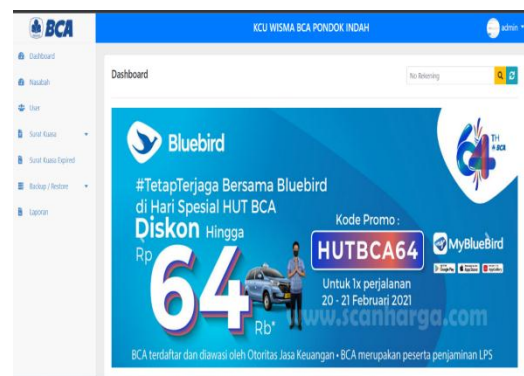 BCA
KCU WISMA BCA PONDOK INDAH
admin
Dashboard
Nasabah
User
Surat Kuasa
Surat Kuasa Expired
Backup / Restore
Laporan
Dashboard
No Rekening
Bluebird
64 TH
BCA
#TetapTerjaga Bersama Bluebird
di Hari Spesial HUT BCA
Diskon Hingga
Rp 64 Rb*
Kode Promo :
HUTBCA64
Untuk 1x perjalanan
20 - 21 Februari 2021
MyBlueBird
www.scanharga.com
BCA terdaftar dan diawasi oleh Otoritas Jasa Keuangan • BCA merupakan peserta penjaminan LPS